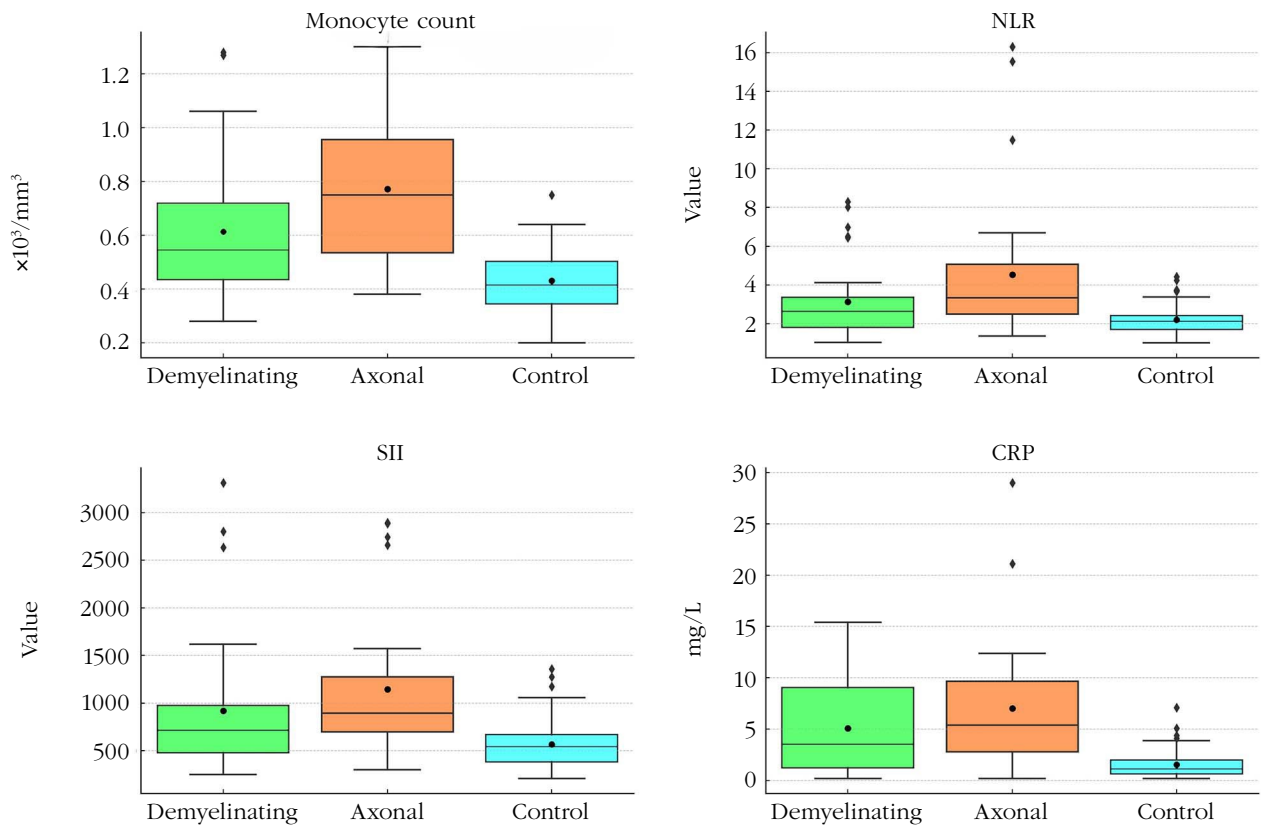 Monocyte count
×10³/mm³
1.2
1.0
0.8
0.6
0.4
0.2
Demyelinating Axonal Control
NLR
Value
16
14
12
10
8
6
4
2
Demyelinating Axonal Control
SII
Value
3000
2500
2000
1500
1000
500
Demyelinating Axonal Control
CRP
mg/L
30
25
20
15
10
5
0
Demyelinating Axonal Control